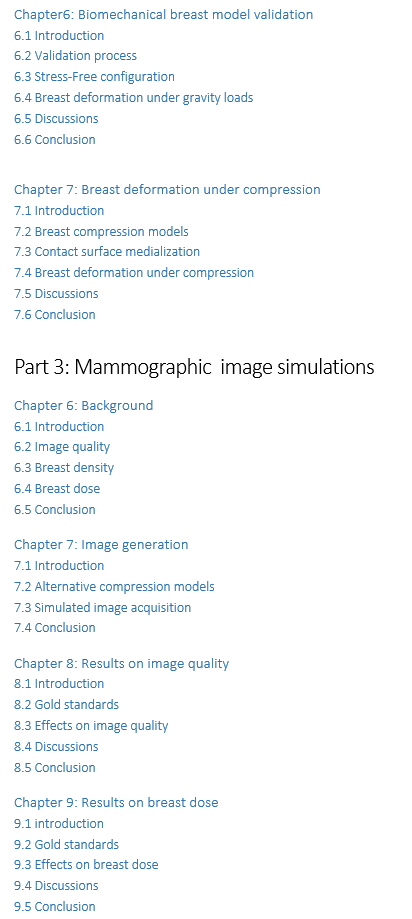 Chapter6: Biomechanical breast model validation
6.1 Introduction
6.2 Validation process
6.3 Stress-Free configuration
6.4 Breast deformation under gravity loads
6.5 Discussions
6.6 Conclusion
Chapter 7: Breast deformation under compression
7.1 Introduction
7.2 Breast compression models
7.3 Contact surface medialization
7.4 Breast deformation under compression
7.5 Discussions
7.6 Conclusion
Part 3: Mammographic image simulations
Chapter 6: Background
6.1 Introduction
6.2 Image quality
6.3 Breast density
6.4 Breast dose
6.5 Conclusion
Chapter 7: Image generation
7.1 Introduction
7.2 Alternative compression models
7.3 Simulated image acquisition
7.4 Conclusion
Chapter 8: Results on image quality
8.1 Introduction
8.2 Gold standards
8.3 Effects on image quality
8.4 Discussions
8.5 Conclusion
Chapter 9: Results on breast dose
9.1 introduction
9.2 Gold standards
9.3 Effects on breast dose
9.4 Discussions
9.5 Conclusion